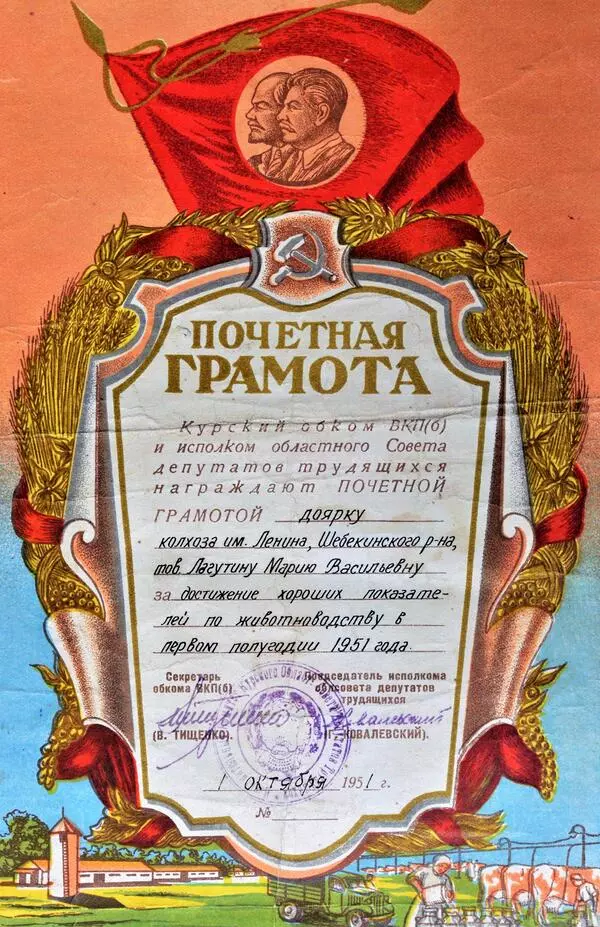 ПОЧЕТНАЯ
ГРАМОТА
Курский обком ВКП(б)
и исполком областного Совета
депутатов трудящихся
награждают ПОЧЕТНОЙ
ГРАМОТОЙ доярку
колхоза им. Ленина, Шебекинского р-на,
тов. Лагутину Марию Васильевну
за достижение хороших показате-
лей по животноводству в
первом полугодии 1951 года.
Секретарь
обкома ВКП(б)
(В. ТИЩЕНКО).
Председатель исполкома
облсовета депутатов
трудящихся
(Г. КОВАЛЕВСКИЙ).
1 октября 1951 г.
№